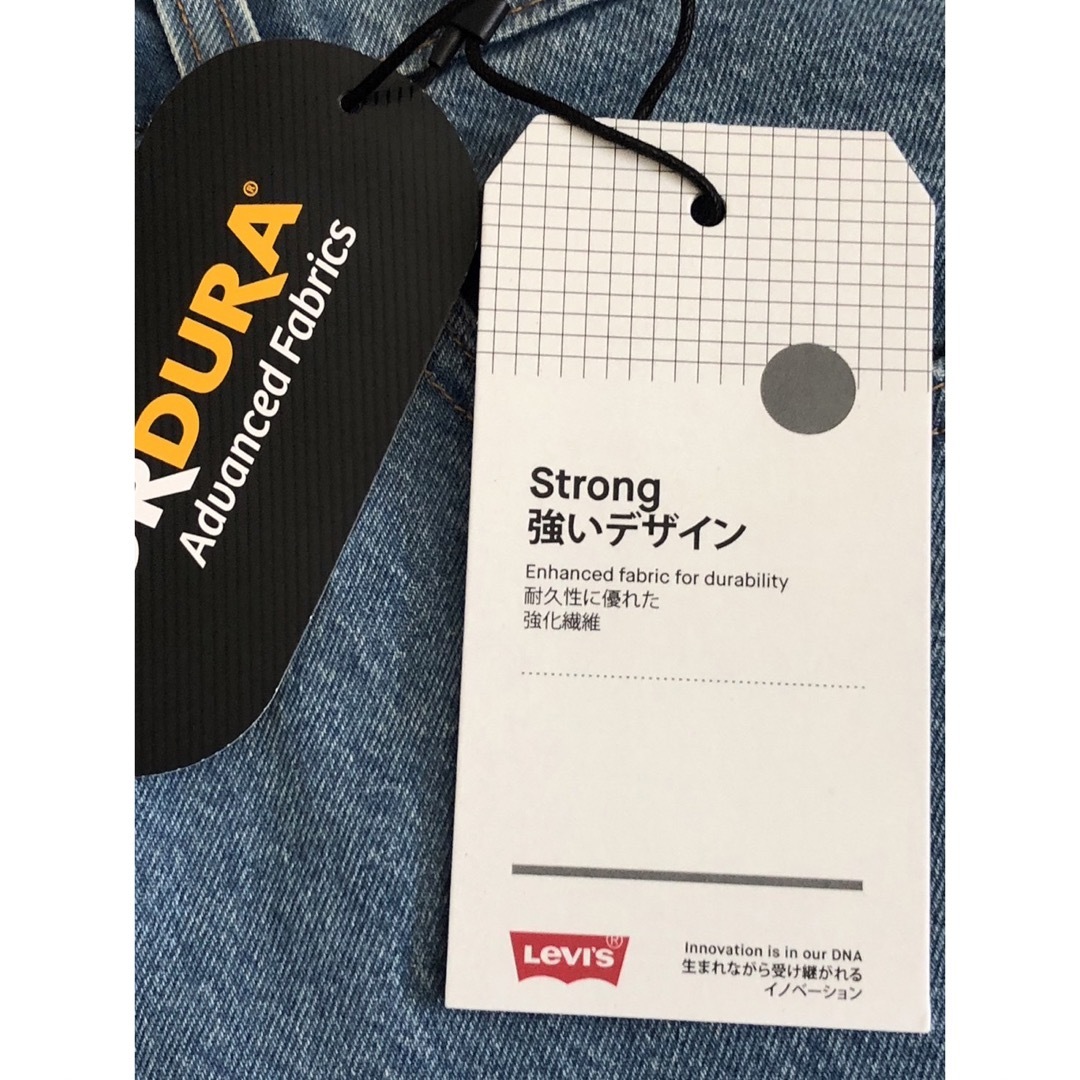 RDURA®
Advanced Fabrics
Strong
強いデザイン
Enhanced fabric for durability
耐久性に優れた
強化繊維
Levi's®
Innovation is in our DNA
生まれながら受け継がれる
イノベーション